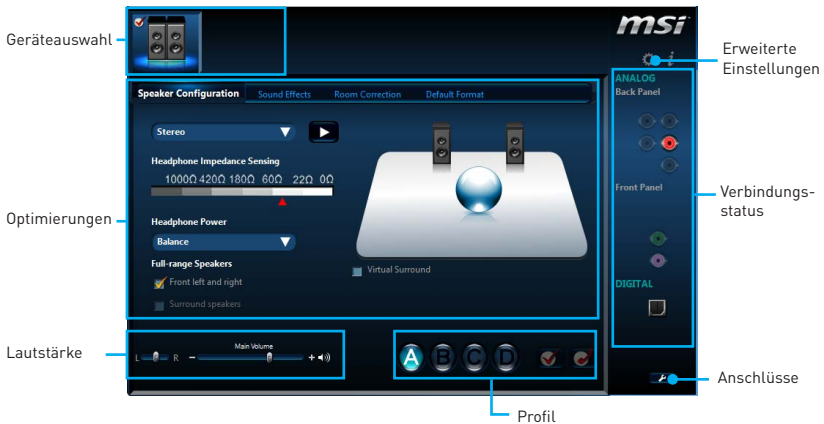 Geräteauswahl
msi
Erweiterte
Einstellungen
ANALOG
Back Panel
Speaker Configuration
Sound Effects
Room Correction
Default Format
Stereo
Headphone Impedance Sensing
1000Ω 420Ω 180Ω 60Ω 22Ω 0Ω
Front Panel
Verbindungs-
status
Optimierungen
Headphone Power
Balance
Full-range Speakers
Front left and right
Virtual Surround
Surround speakers
DIGITAL
Lautstärke
Main Volume
L R - +
A B C D
Anschlüsse
Profil